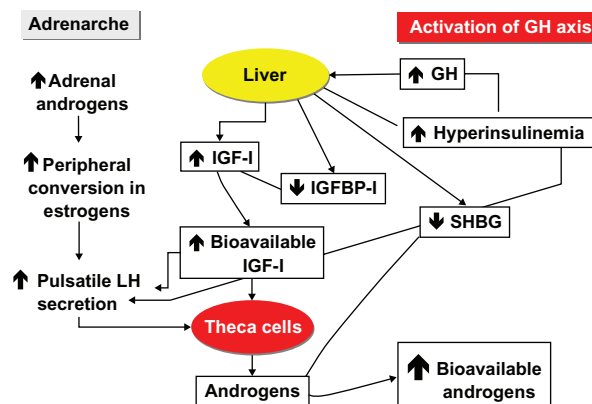 Adrenarche
Activation of GH axis
Adrenal
androgens
Liver
GH
Hyperinsulinemia
IGF-I
Peripheral
conversion in
estrogens
IGFBP-I
SHBG
Bioavailable
IGF-I
Pulsatile LH
secretion
Theca cells
Androgens
Bioavailable
androgens